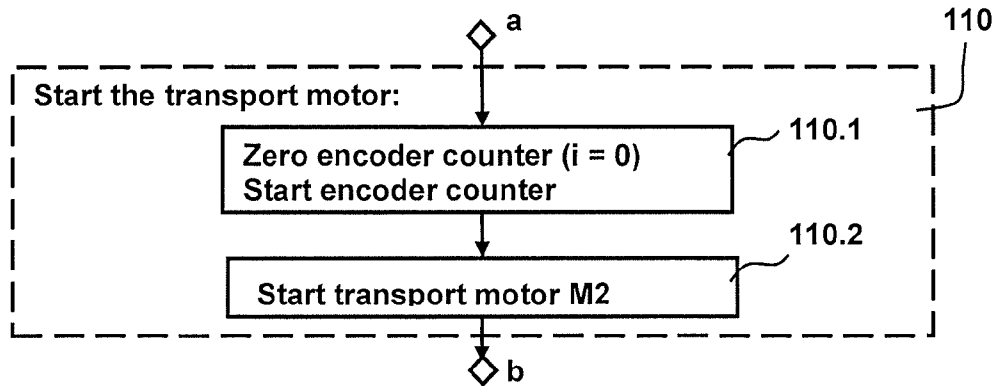 a
110
Start the transport motor:
110.1
Zero encoder counter (i = 0)
Start encoder counter
110.2
Start transport motor M2
b